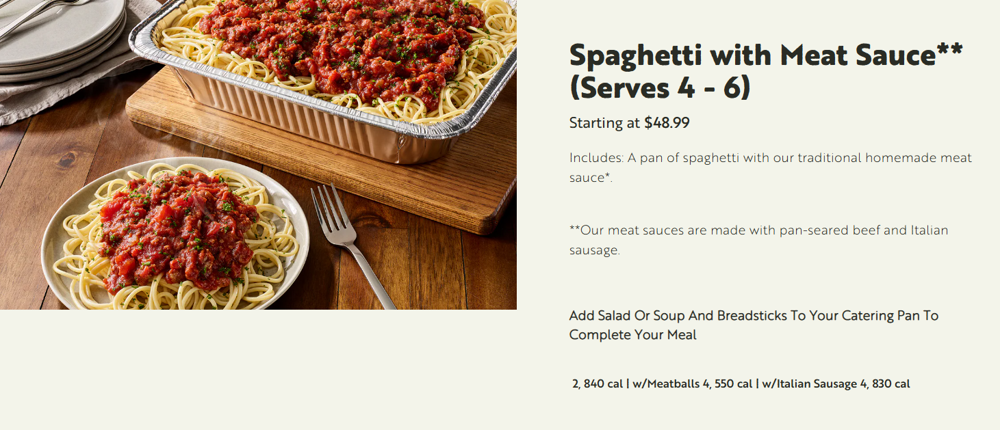 Spaghetti with Meat Sauce**
(Serves 4 - 6)
Starting at $48.99
Includes: A pan of spaghetti with our traditional homemade meat
sauce*.
**Our meat sauces are made with pan-seared beef and Italian
sausage.
Add Salad Or Soup And Breadsticks To Your Catering Pan To
Complete Your Meal
2, 840 cal | w/Meatballs 4, 550 cal | w/Italian Sausage 4, 830 cal